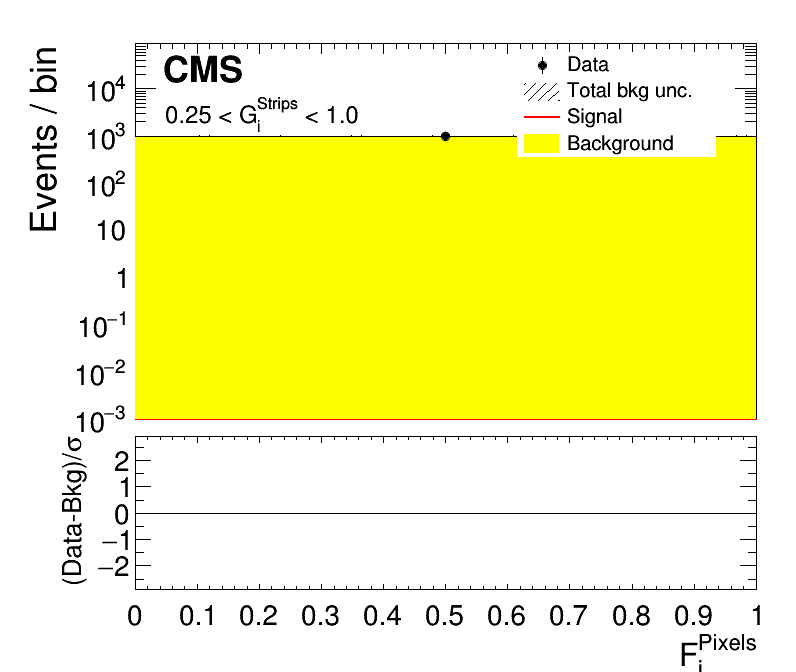 CMS
0.25 < G_i^Strips < 1.0
Data
Total bkg unc.
Signal
Background
Events / bin
10^4
10^3
10^2
10
1
10^−1
10^−2
10^−3
(Data-Bkg)/σ
2
1
0
−1
−2
0 0.1 0.2 0.3 0.4 0.5 0.6 0.7 0.8 0.9 1
F_i^Pixels